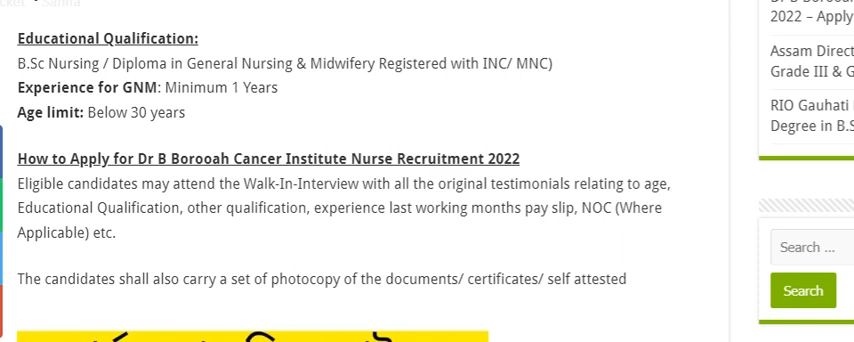 Educational Qualification:
B.Sc Nursing / Diploma in General Nursing & Midwifery Registered with INC/ MNC)
Experience for GNM: Minimum 1 Years
Age limit: Below 30 years
How to Apply for Dr B Borooah Cancer Institute Nurse Recruitment 2022
Eligible candidates may attend the Walk-In-Interview with all the original testimonials relating to age,
Educational Qualification, other qualification, experience last working months pay slip, NOC (Where
Applicable) etc.
The candidates shall also carry a set of photocopy of the documents/ certificates/ self attested
2022 – Apply
Assam Direct
Grade III & G
RIO Gauhati
Degree in B.S
Search ...
Search